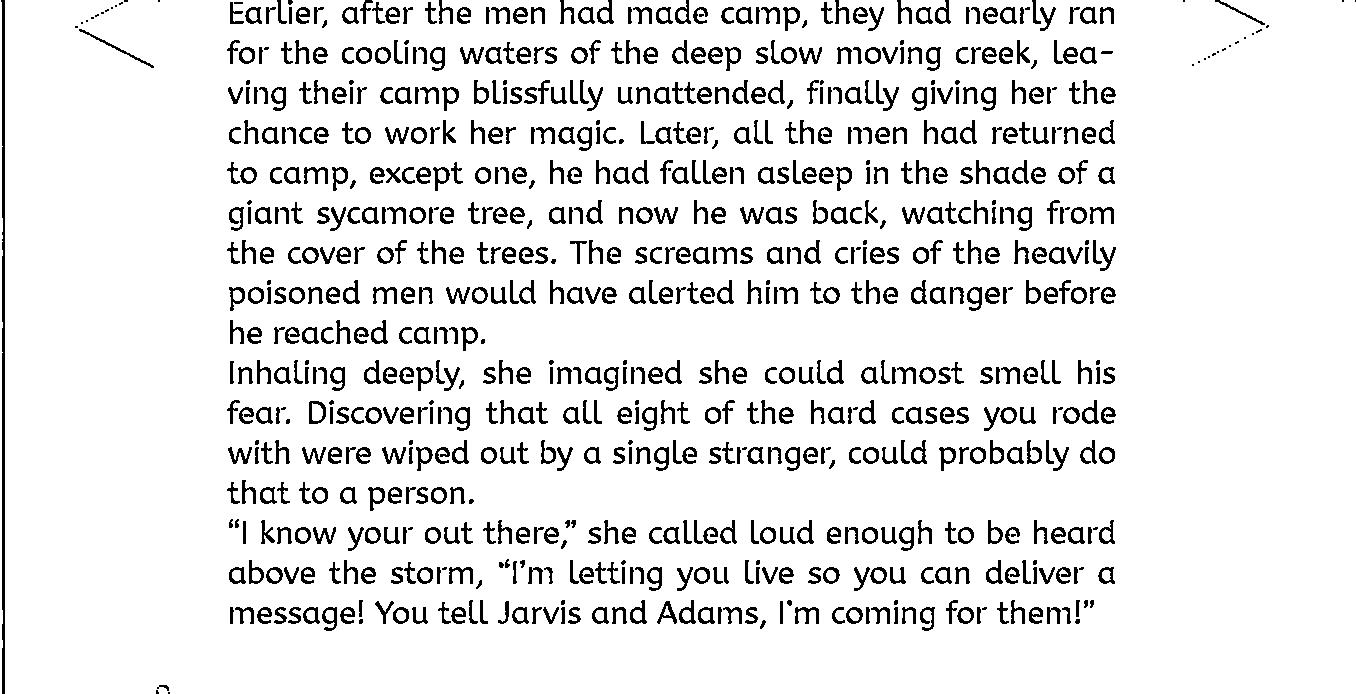 Earlier, after the men had made camp, they had nearly ran
for the cooling waters of the deep slow moving creek, lea-
ving their camp blissfully unattended, finally giving her the
chance to work her magic. Later, all the men had returned
to camp, except one, he had fallen asleep in the shade of a
giant sycamore tree, and now he was back, watching from
the cover of the trees. The screams and cries of the heavily
poisoned men would have alerted him to the danger before
he reached camp.
Inhaling deeply, she imagined she could almost smell his
fear. Discovering that all eight of the hard cases you rode
with were wiped out by a single stranger, could probably do
that to a person.
“I know your out there,” she called loud enough to be heard
above the storm, “I’m letting you live so you can deliver a
message! You tell Jarvis and Adams, I’m coming for them!”